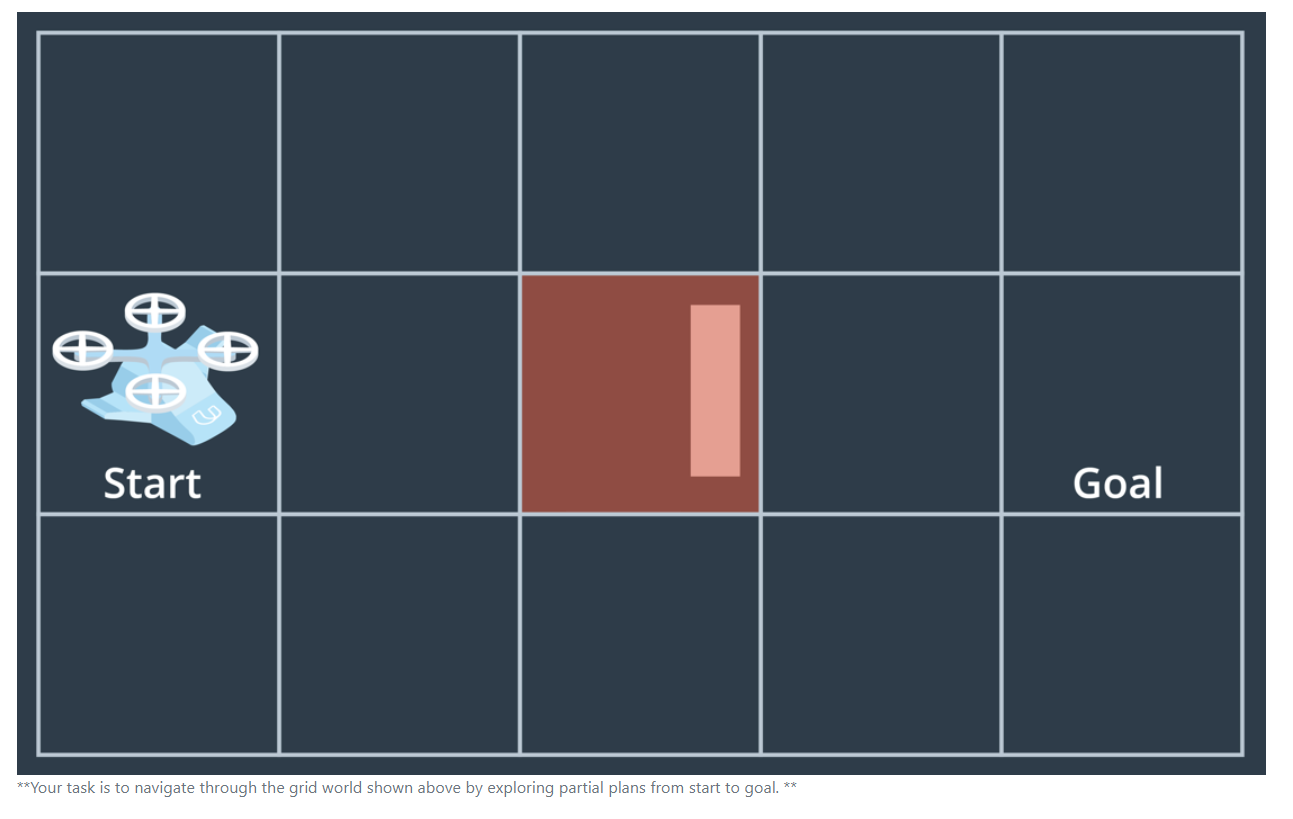 Start
Goal
**Your task is to navigate through the grid world shown above by exploring partial plans from start to goal. **